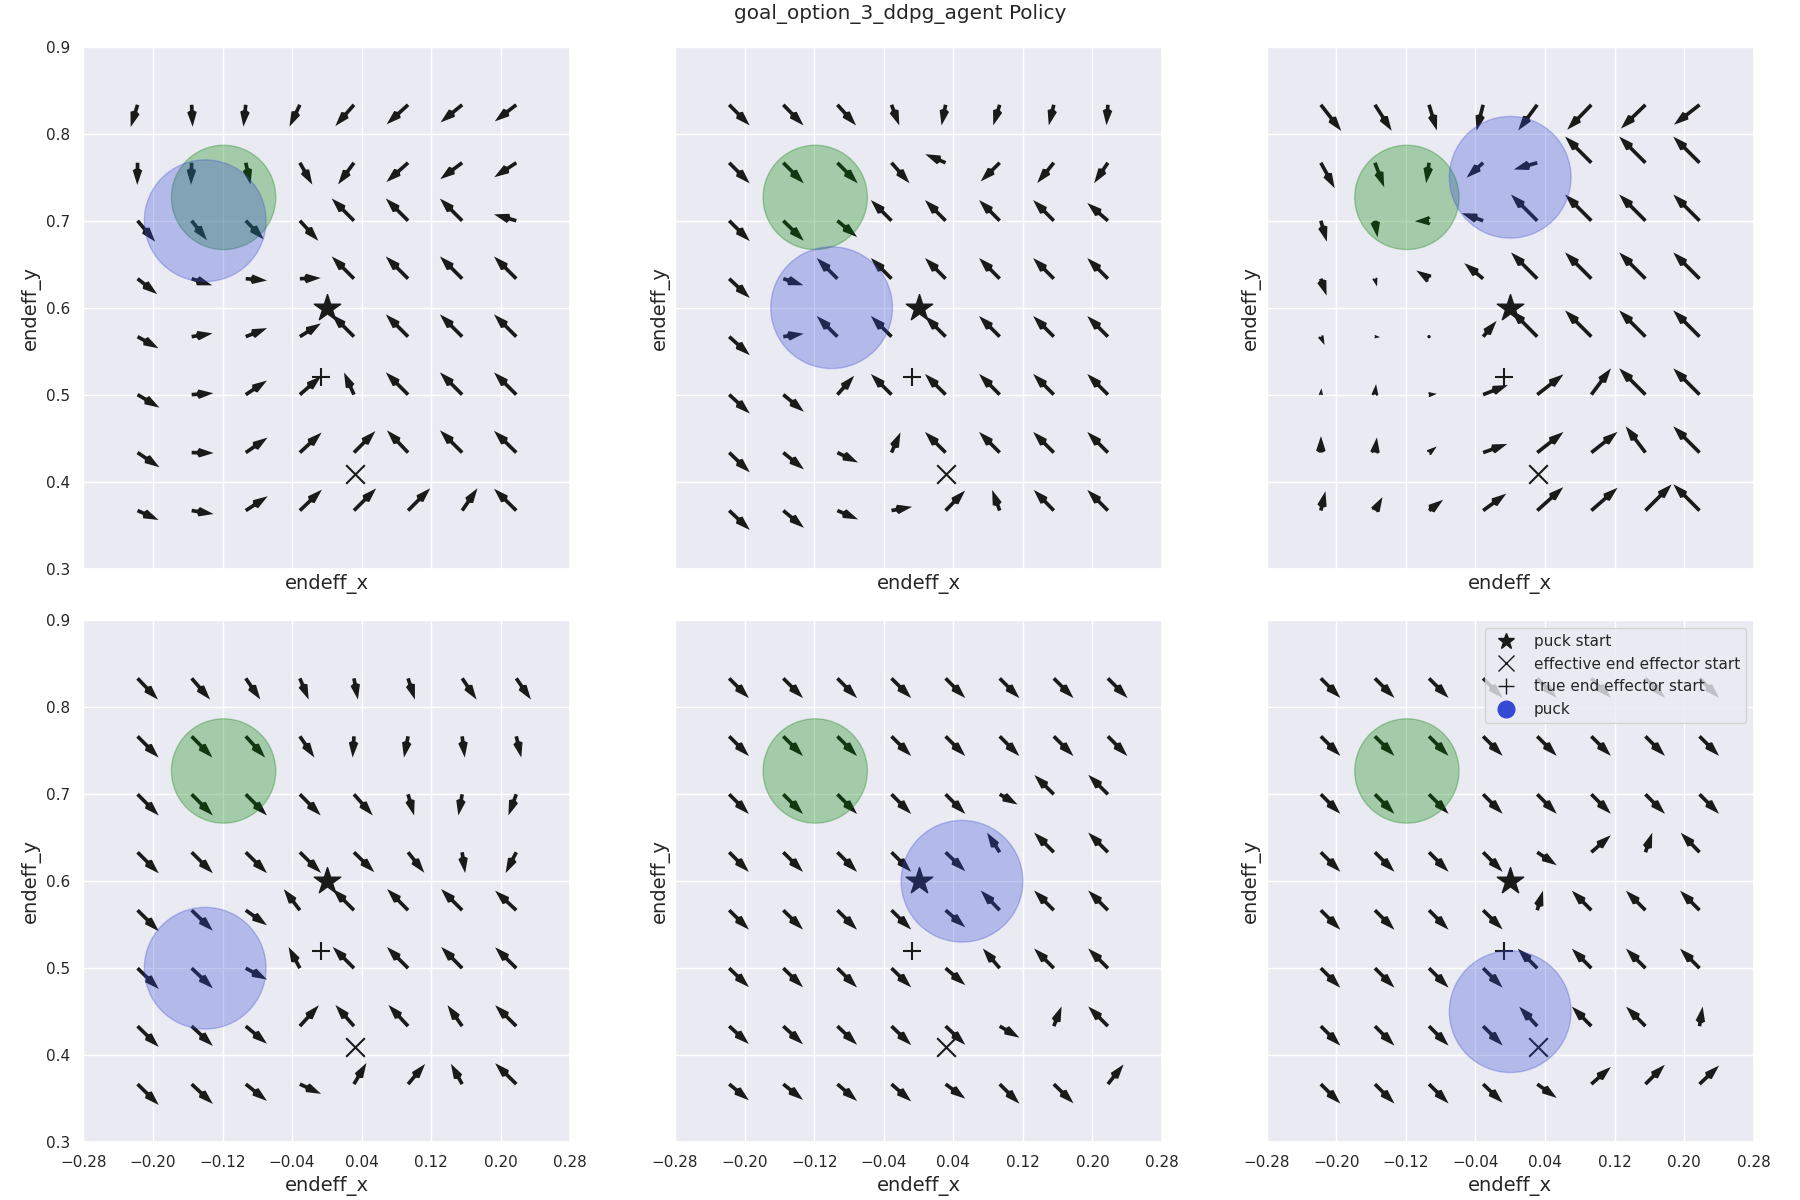 goal_option_3_ddpg_agent Policy
0.9
0.8
0.7
0.6
0.5
0.4
0.3
endeff_y
endeff_x
endeff_y
endeff_x
endeff_y
endeff_x
0.9
0.8
0.7
0.6
0.5
0.4
0.3
endeff_y
−0.28 −0.20 −0.12 −0.04 0.04 0.12 0.20 0.28
endeff_x
endeff_y
−0.28 −0.20 −0.12 −0.04 0.04 0.12 0.20 0.28
endeff_x
puck start
effective end effector start
true end effector start
puck
endeff_y
−0.28 −0.20 −0.12 −0.04 0.04 0.12 0.20 0.28
endeff_x